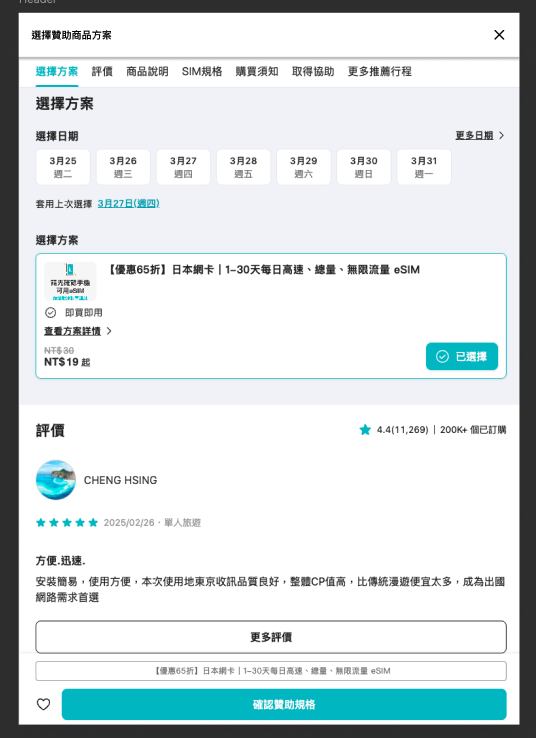 Header
選擇贊助商品方案
選擇方案 評價 商品說明 SIM規格 購買須知 取得協助 更多推薦行程
選擇方案
選擇日期 更多日期
3月25 3月26 3月27 3月28 3月29 3月30 3月31
週二 週三 週四 週五 週六 週日 週一
套用上次選擇 3月27日(週四)
選擇方案
【優惠65折】日本網卡 | 1–30天每日高速、總量、無限流量 eSIM
請先確認手機
可用eSIM
即買即用
查看方案詳情
NT$30
NT$19 起
已選擇
評價 4.4(11,269) | 200K+ 個已訂購
CHENG HSING
2025/02/26・單人旅遊
方便.迅速.
安裝簡易，使用方便，本次使用地東京收訊品質良好，整體CP值高，比傳統漫遊便宜太多，成為出國
網路需求首選
更多評價
【優惠65折】日本網卡 | 1–30天每日高速、總量、無限流量 eSIM
確認贊助規格